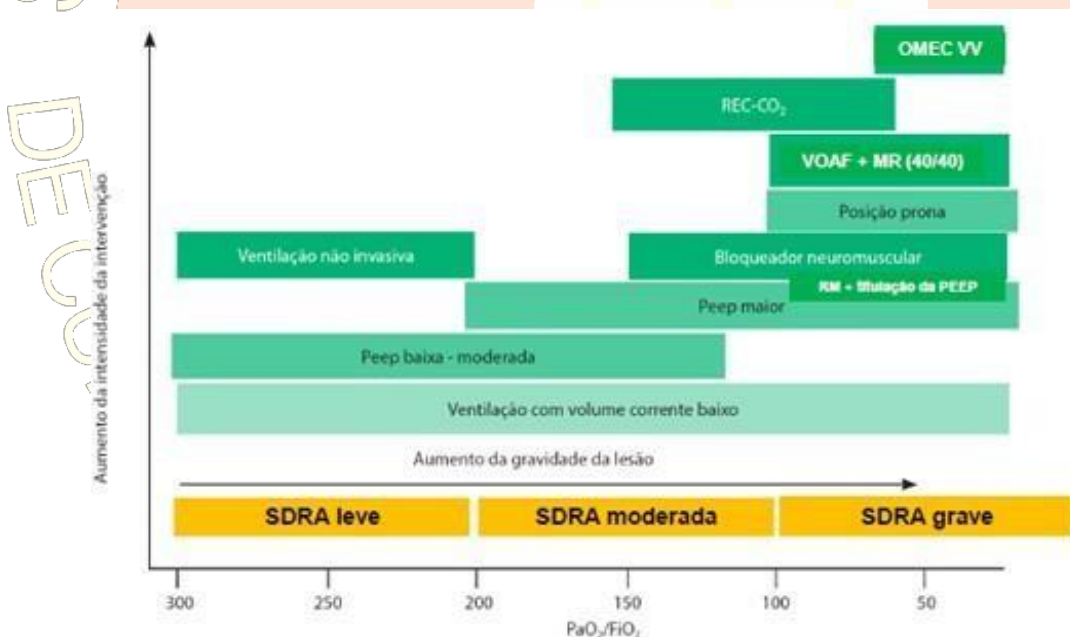 OMEC VV
REC-CO₂
VOAF + MR (40/40)
Posição prona
Ventilação não invasiva
Bloqueador neuromuscular
RM + titulação da PEEP
Peep maior
Peep baixa - moderada
Ventilação com volume corrente baixo
Aumento da gravidade da lesão
SDRA leve
SDRA moderada
SDRA grave
300
250
200
150
100
50
PaO₂/FiO₂
Aumento da intensidade da intervenção
DE